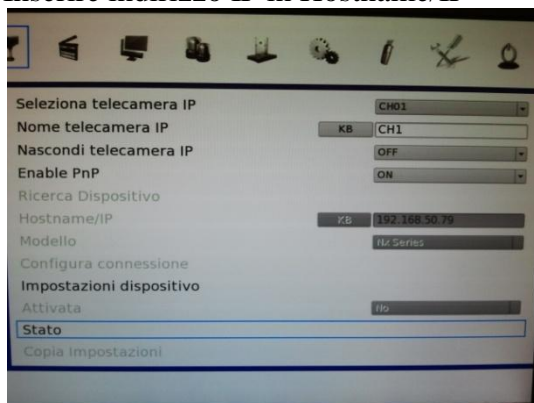 Inserire indirizzo IP in Hostname/IP
Seleziona telecamera IP CH01
Nome telecamera IP KB CH1
Nascondi telecamera IP OFF
Enable PnP ON
Ricerca Dispositivo
Hostname/IP KB 192.168.50.79
Modello Nx Series
Configura connessione
Impostazioni dispositivo
Attivata No
Stato
Copia Impostazioni